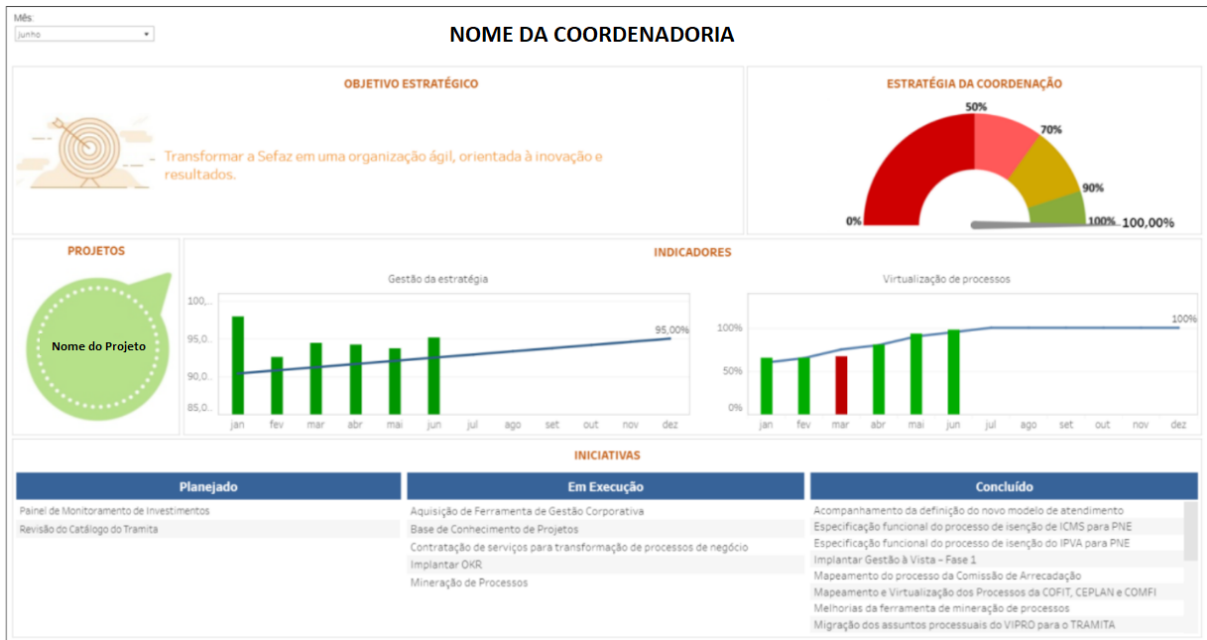 Mês:
junho
NOME DA COORDENADORIA
OBJETIVO ESTRATÉGICO
Transformar a Sefaz em uma organização ágil, orientada à inovação e
resultados.
ESTRATÉGIA DA COORDENAÇÃO
50%
70%
90%
0%
100%
100,00%
PROJETOS
Nome do Projeto
INDICADORES
Gestão da estratégia
100,..
95,0..
90,0..
85,0..
95,00%
jan fev mar abr mai jun jul ago set out nov dez
Virtualização de processos
100%
50%
0%
100%
jan fev mar abr mai jun jul ago set out nov dez
INICIATIVAS
Planejado
Painel de Monitoramento de Investimentos
Revisão do Catálogo do Tramita
Em Execução
Aquisição de Ferramenta de Gestão Corporativa
Base de Conhecimento de Projetos
Contratação de serviços para transformação de processos de negócio
Implantar OKR
Mineração de Processos
Concluído
Acompanhamento da definição do novo modelo de atendimento
Especificação funcional do processo de isenção de ICMS para PNE
Especificação funcional do processo de isenção do IPVA para PNE
Implantar Gestão à Vista – Fase 1
Mapeamento do processo da Comissão de Arrecadação
Mapeamento e Virtualização dos Processos da COFIT, CEPLAN e COMFI
Melhorias da ferramenta de mineração de processos
Migração dos assuntos processuais do VIPRO para o TRAMITA